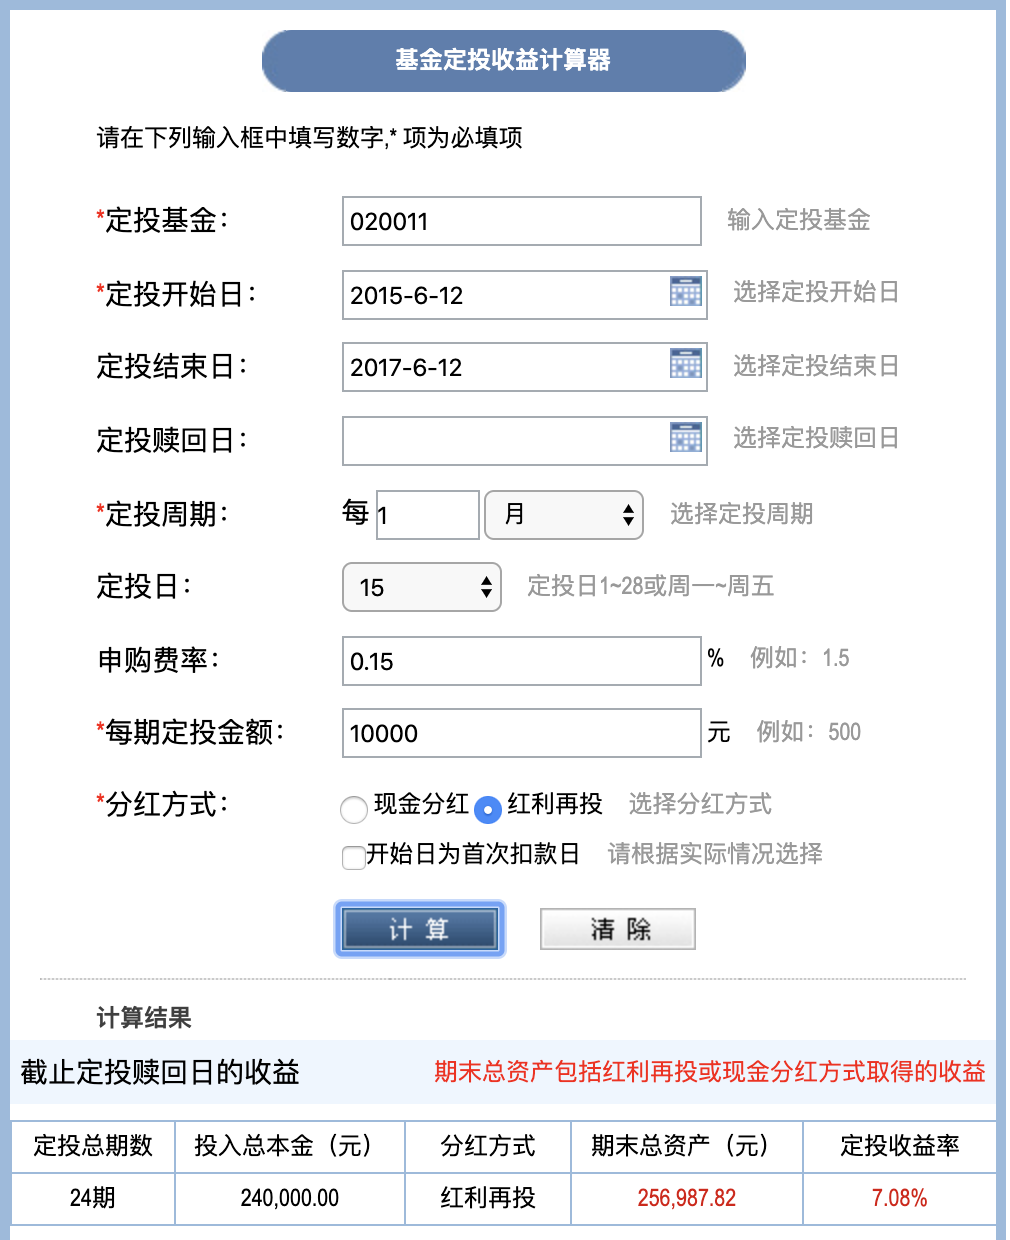 基金定投收益计算器
请在下列输入框中填写数字,* 项为必填项
*定投基金： 020011 输入定投基金
*定投开始日： 2015-6-12 选择定投开始日
定投结束日： 2017-6-12 选择定投结束日
定投赎回日： 选择定投赎回日
*定投周期： 每 1 月 选择定投周期
定投日： 15 定投日1~28或周一~周五
申购费率： 0.15 % 例如：1.5
*每期定投金额： 10000 元 例如：500
*分红方式： 现金分红 红利再投 选择分红方式
开始日为首次扣款日 请根据实际情况选择
计 算 清 除
计算结果
截止定投赎回日的收益 期末总资产包括红利再投或现金分红方式取得的收益
定投总期数 投入总本金（元） 分红方式 期末总资产（元） 定投收益率
24期 240,000.00 红利再投 256,987.82 7.08%